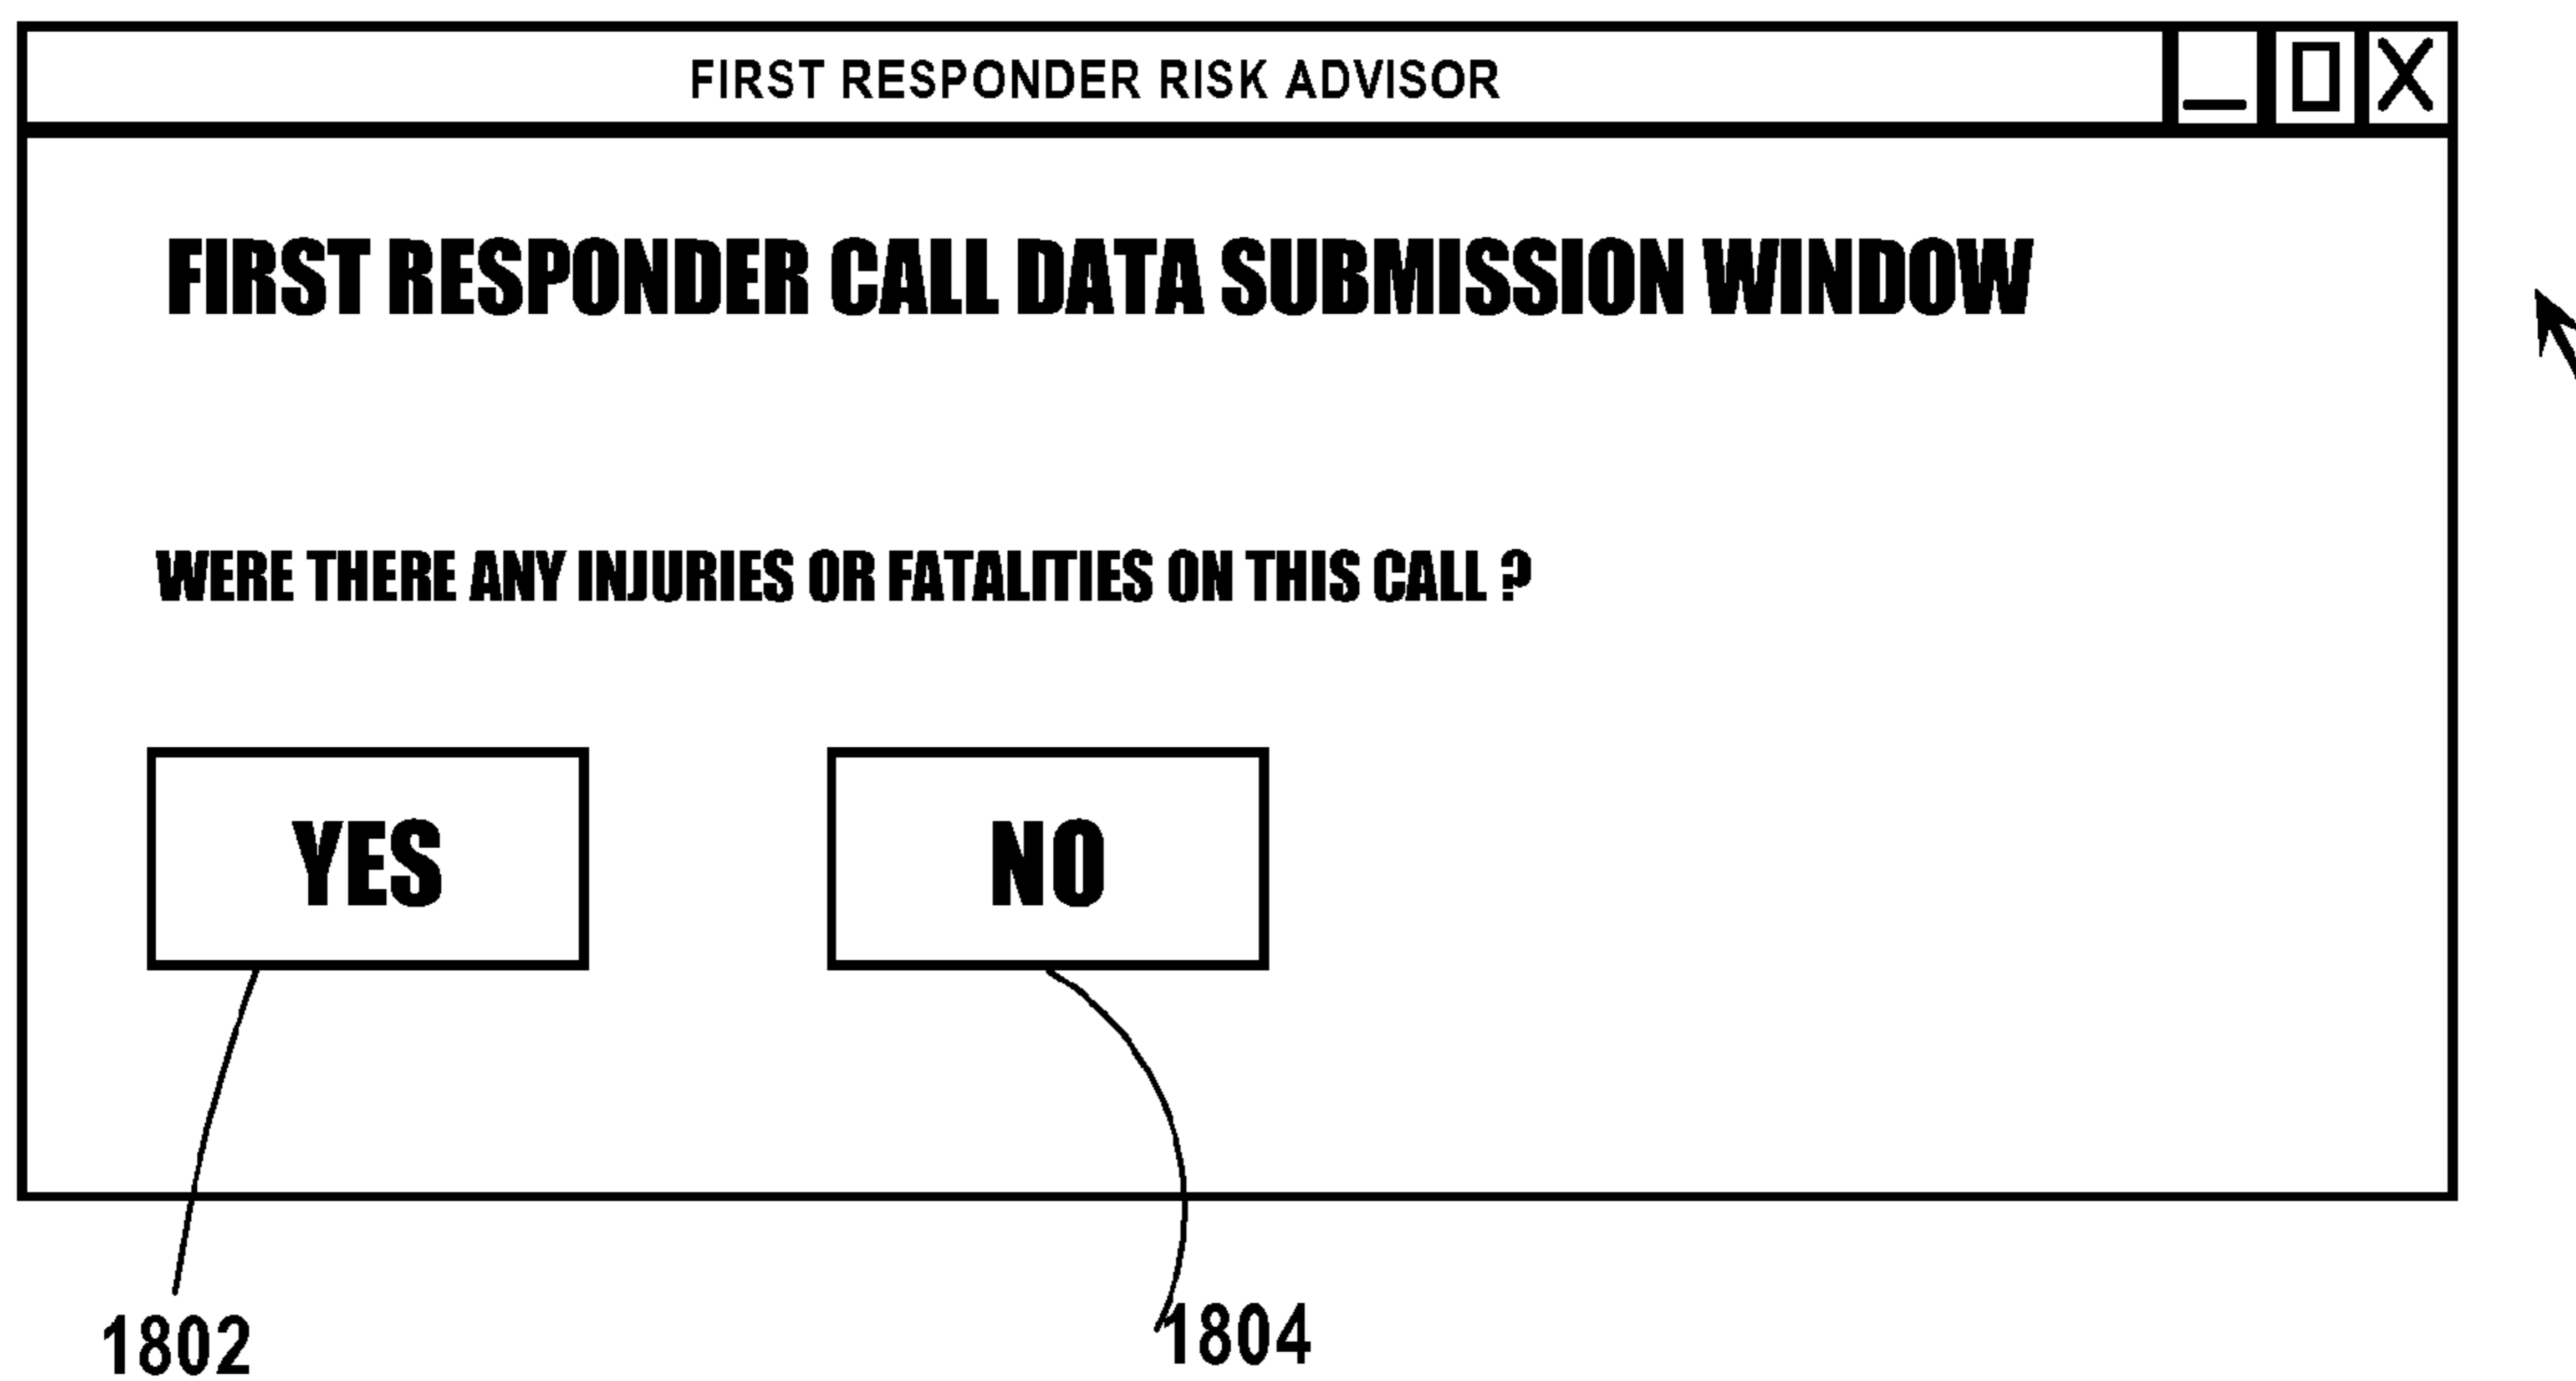 FIRST RESPONDER RISK ADVISOR
FIRST RESPONDER CALL DATA SUBMISSION WINDOW
WERE THERE ANY INJURIES OR FATALITIES ON THIS CALL ?
YES NO
1802 1804